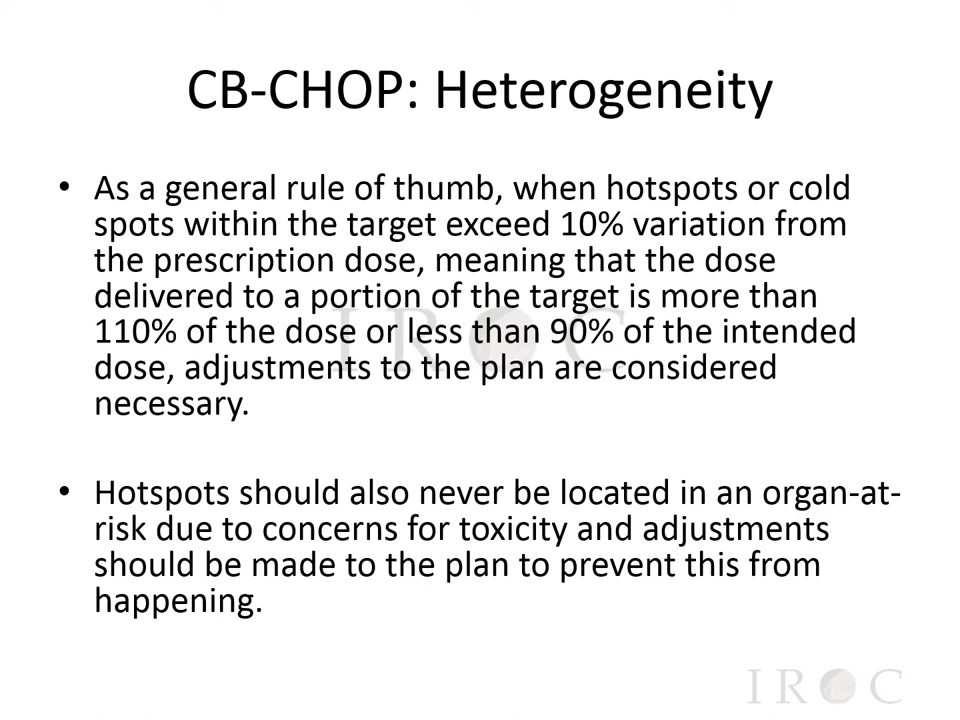 CB-CHOP: Heterogeneity
• As a general rule of thumb, when hotspots or cold
spots within the target exceed 10% variation from
the prescription dose, meaning that the dose
delivered to a portion of the target is more than
110% of the dose or less than 90% of the intended
dose, adjustments to the plan are considered
necessary.
• Hotspots should also never be located in an organ-at-
risk due to concerns for toxicity and adjustments
should be made to the plan to prevent this from
happening.
IROC
IROC